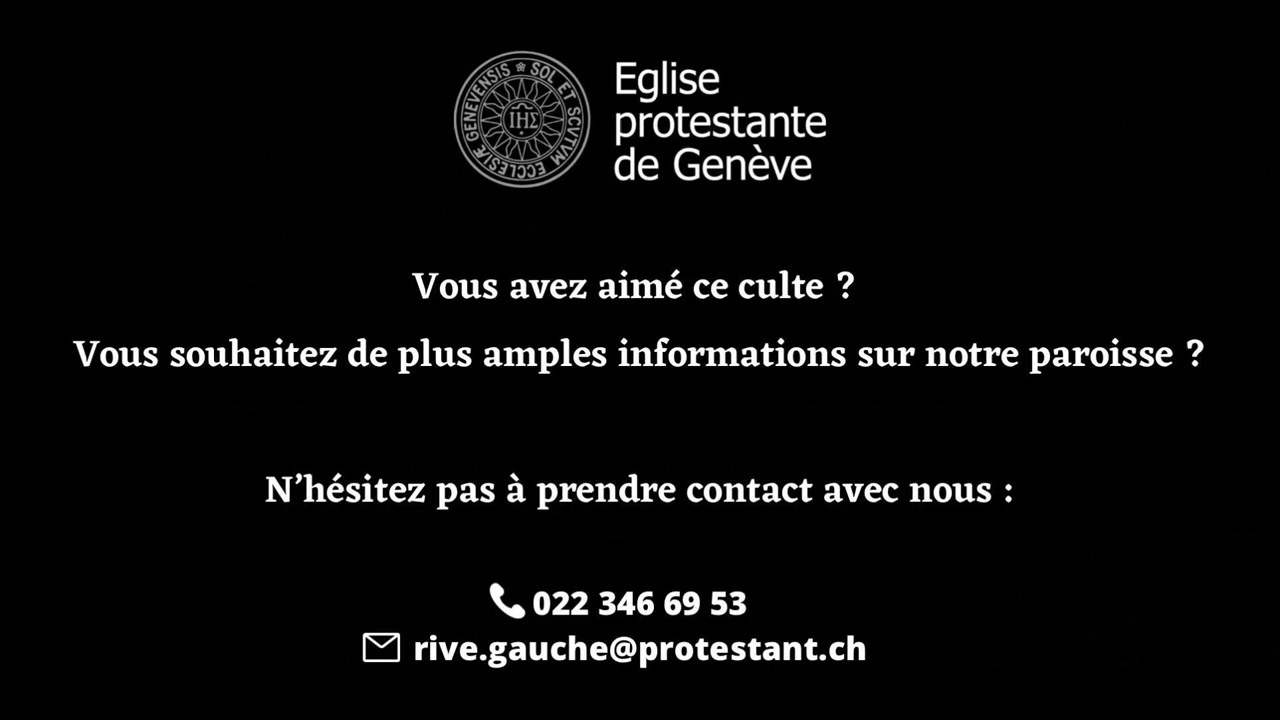 SOL ET SCVTVM ECCLESIÆ GENEVENSIS
IHΣ
Eglise
protestante
de Genève
Vous avez aimé ce culte ?
Vous souhaitez de plus amples informations sur notre paroisse ?
N’hésitez pas à prendre contact avec nous :
022 346 69 53
rive.gauche@protestant.ch